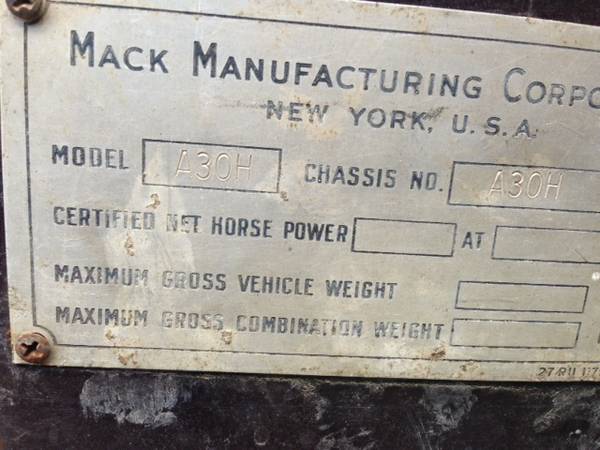 MACK MANUFACTURING CORPO
NEW YORK, U.S.A.
MODEL A30H CHASSIS NO. A30H
CERTIFIED NET HORSE POWER AT
MAXIMUM GROSS VEHICLE WEIGHT
MAXIMUM GROSS COMBINATION WEIGHT